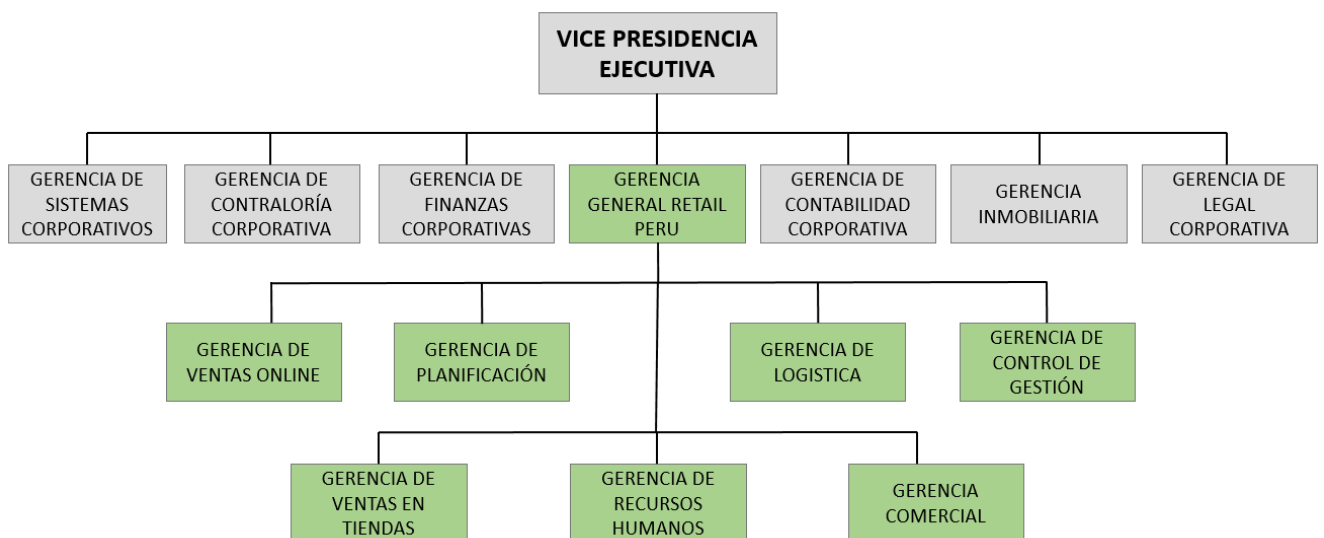 VICE PRESIDENCIA
EJECUTIVA
GERENCIA DE
SISTEMAS
CORPORATIVOS
GERENCIA DE
CONTRALORÍA
CORPORATIVA
GERENCIA DE
FINANZAS
CORPORATIVAS
GERENCIA
GENERAL RETAIL
PERU
GERENCIA DE
CONTABILIDAD
CORPORATIVA
GERENCIA
INMOBILIARIA
GERENCIA DE
LEGAL
CORPORATIVA
GERENCIA DE
VENTAS ONLINE
GERENCIA DE
PLANIFICACIÓN
GERENCIA DE
LOGISTICA
GERENCIA DE
CONTROL DE
GESTIÓN
GERENCIA DE
VENTAS EN
TIENDAS
GERENCIA DE
RECURSOS
HUMANOS
GERENCIA
COMERCIAL